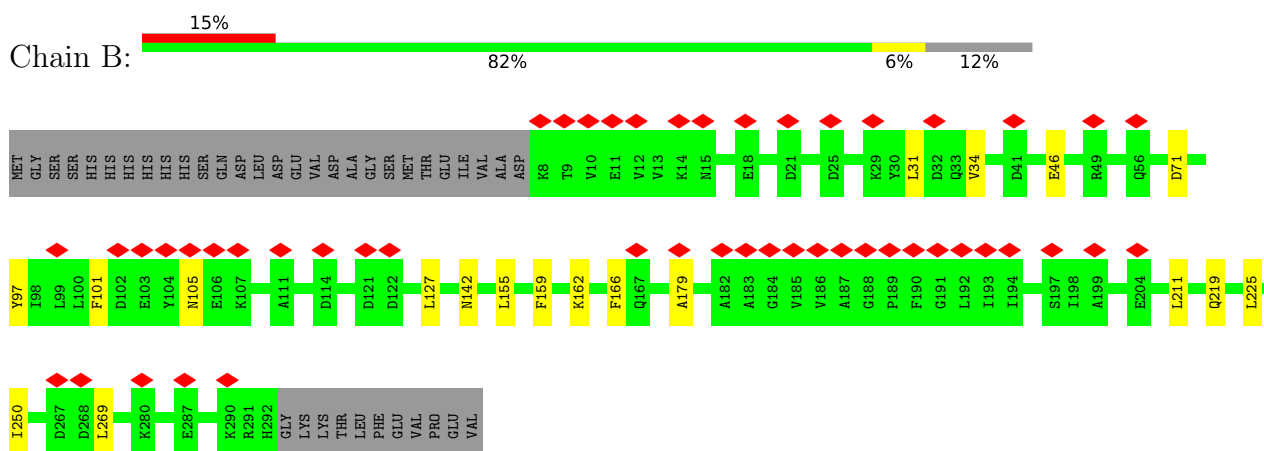 15%
Chain B:
82% 6% 12%
MET GLY SER SER HIS HIS HIS HIS HIS HIS SER GLN ASP LEU ASP GLU VAL ASP ALA GLY SER MET THR GLU ILE VAL ALA ASP K8 T9 V10 E11 V12 V13 K14 N15 E18 D21 D25 K29 Y30 L31 D32 Q33 V34 D41 E46 R49 Q56 D71
Y97 I98 L99 L100 F101 D102 E103 Y104 N105 E106 K107 A111 D114 D121 D122 L127 N142 L155 F159 K162 F166 Q167 A179 A182 A183 G184 V185 V186 A187 G188 P189 F190 G191 L192 I193 I194 S197 I198 A199 E204 L211 Q219 L225
I250 D267 D268 L269 K280 E287 K290 R291 H292 GLY LYS LYS THR LEU PHE GLU VAL PRO GLU VAL